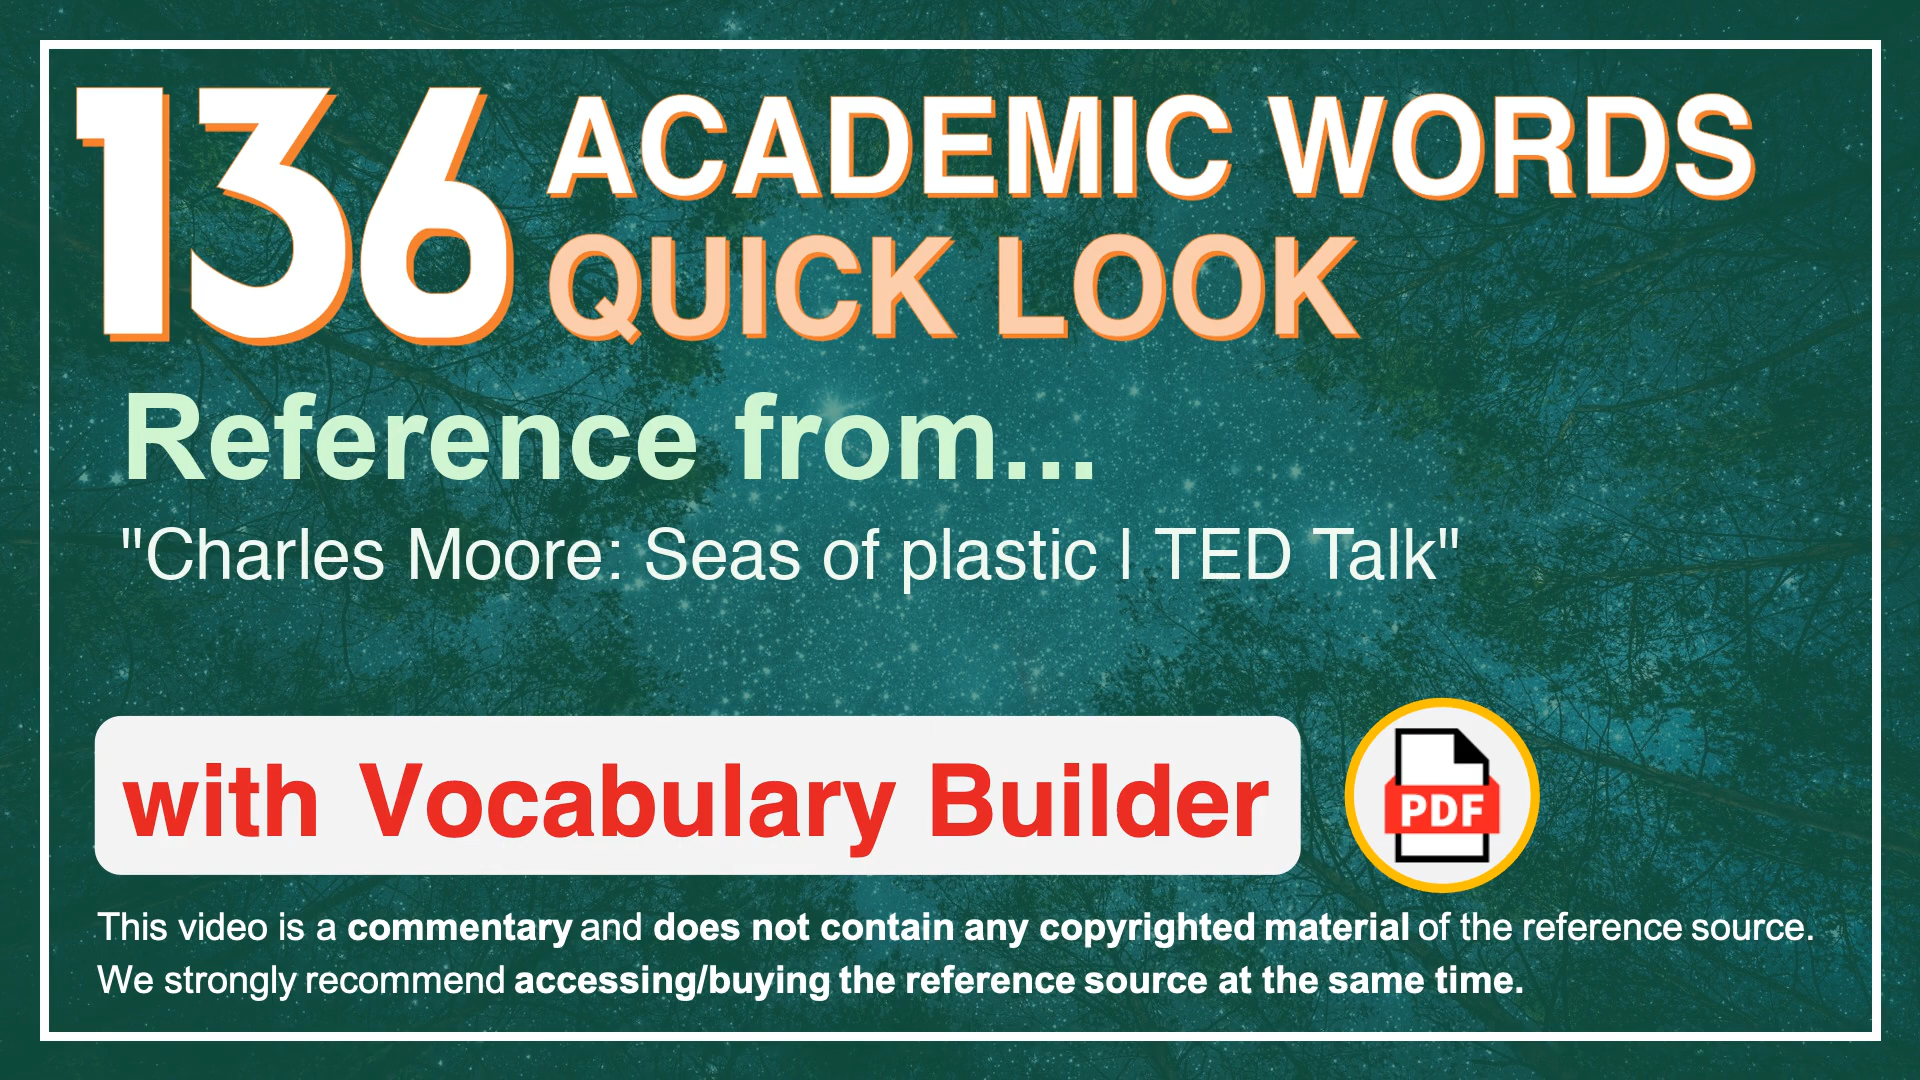 136 ACADEMIC WORDS
QUICK LOOK
Reference from...
"Charles Moore: Seas of plastic | TED Talk"
with Vocabulary Builder
PDF
This video is a commentary and does not contain any copyrighted material of the reference source.
We strongly recommend accessing/buying the reference source at the same time.